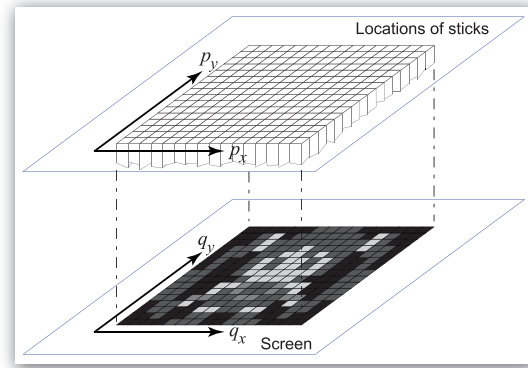 Locations of sticks
p_y
p_x
q_y
q_x
Screen